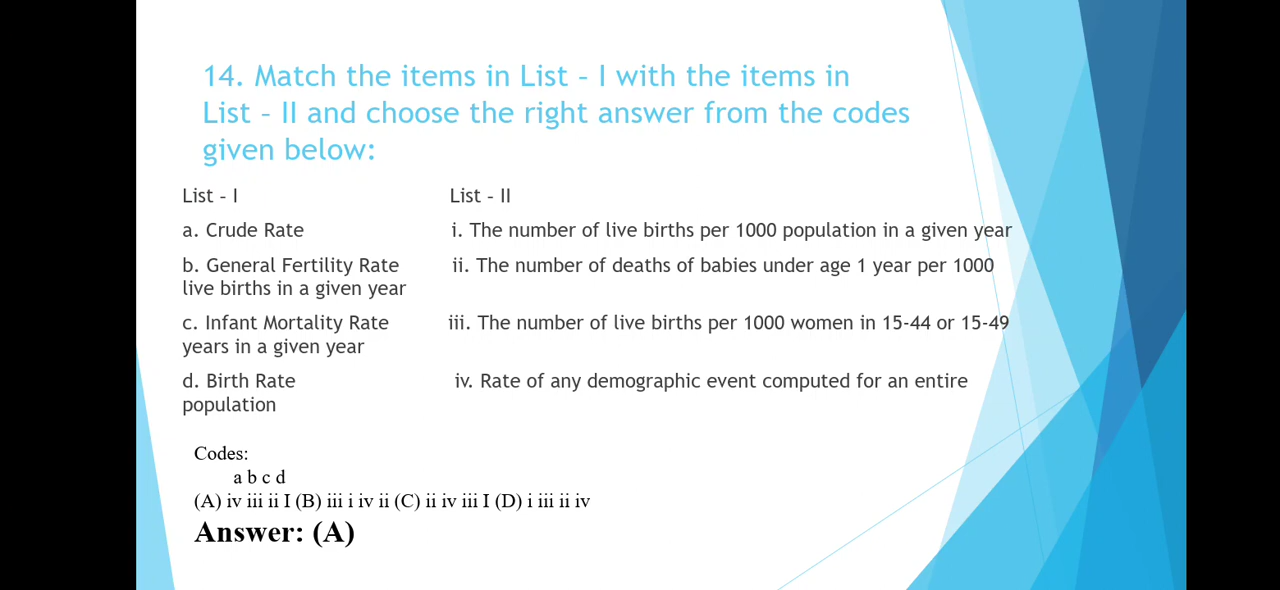 14. Match the items in List – I with the items in
List – II and choose the right answer from the codes
given below:
List – I List – II
a. Crude Rate i. The number of live births per 1000 population in a given year
b. General Fertility Rate ii. The number of deaths of babies under age 1 year per 1000
live births in a given year
c. Infant Mortality Rate iii. The number of live births per 1000 women in 15-44 or 15-49
years in a given year
d. Birth Rate iv. Rate of any demographic event computed for an entire
population
Codes:
a b c d
(A) iv iii ii I (B) iii i iv ii (C) ii iv iii I (D) i iii ii iv
Answer: (A)